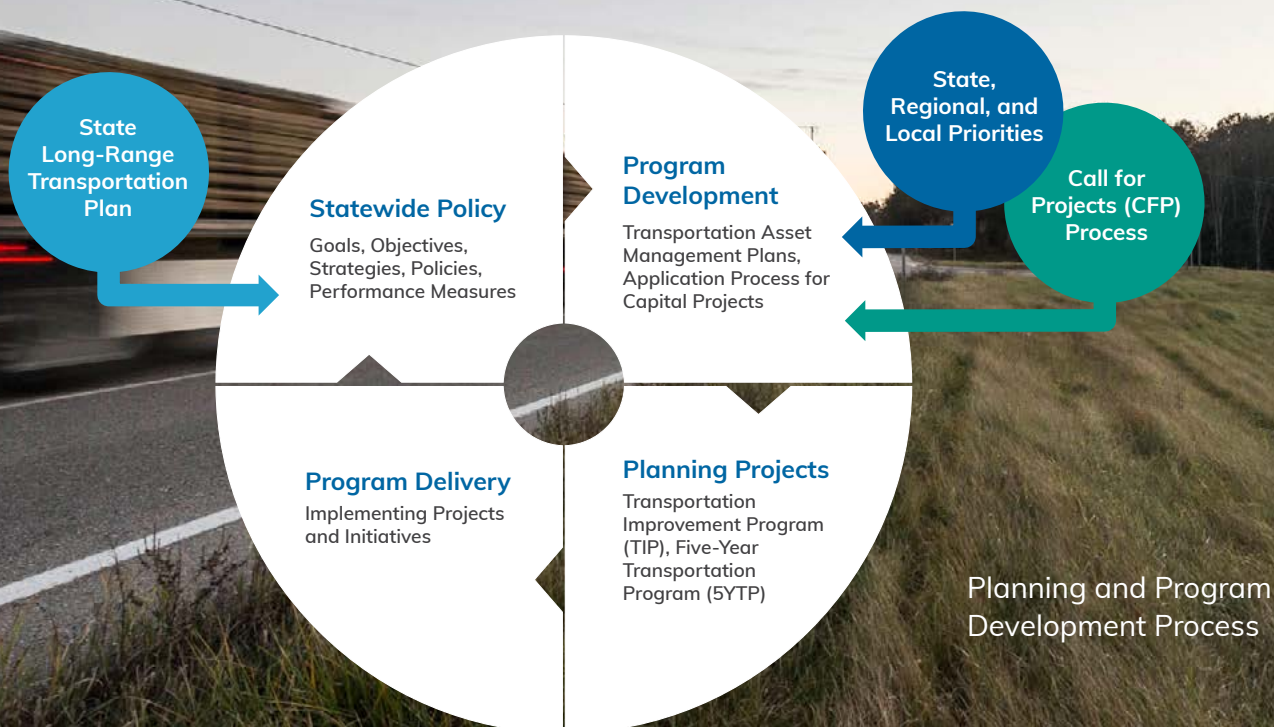 State
Long-Range
Transportation
Plan
Statewide Policy
Goals, Objectives,
Strategies, Policies,
Performance Measures
Program
Development
Transportation Asset
Management Plans,
Application Process for
Capital Projects
State,
Regional, and
Local Priorities
Call for
Projects (CFP)
Process
Program Delivery
Implementing Projects
and Initiatives
Planning Projects
Transportation
Improvement Program
(TIP), Five-Year
Transportation
Program (5YTP)
Planning and Program
Development Process